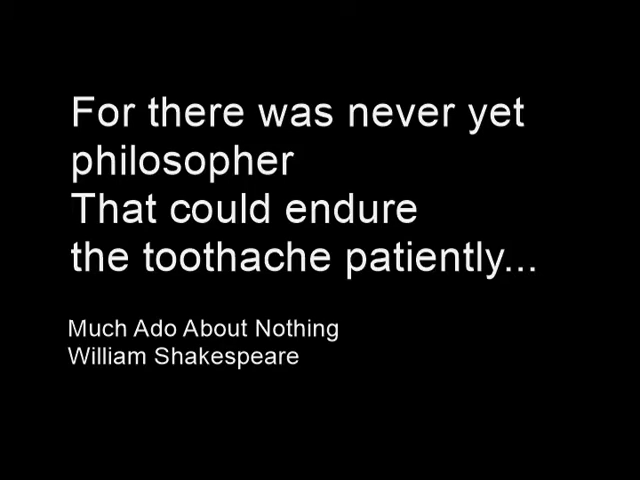 For there was never yet
philosopher
That could endure
the toothache patiently...
Much Ado About Nothing
William Shakespeare